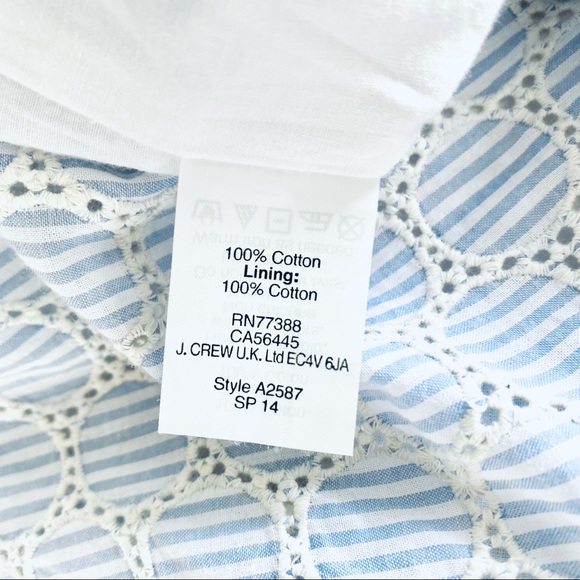 100% Cotton
Lining:
100% Cotton
RN77388
CA56445
J. CREW U.K. Ltd EC4V 6JA
Style A2587
SP 14